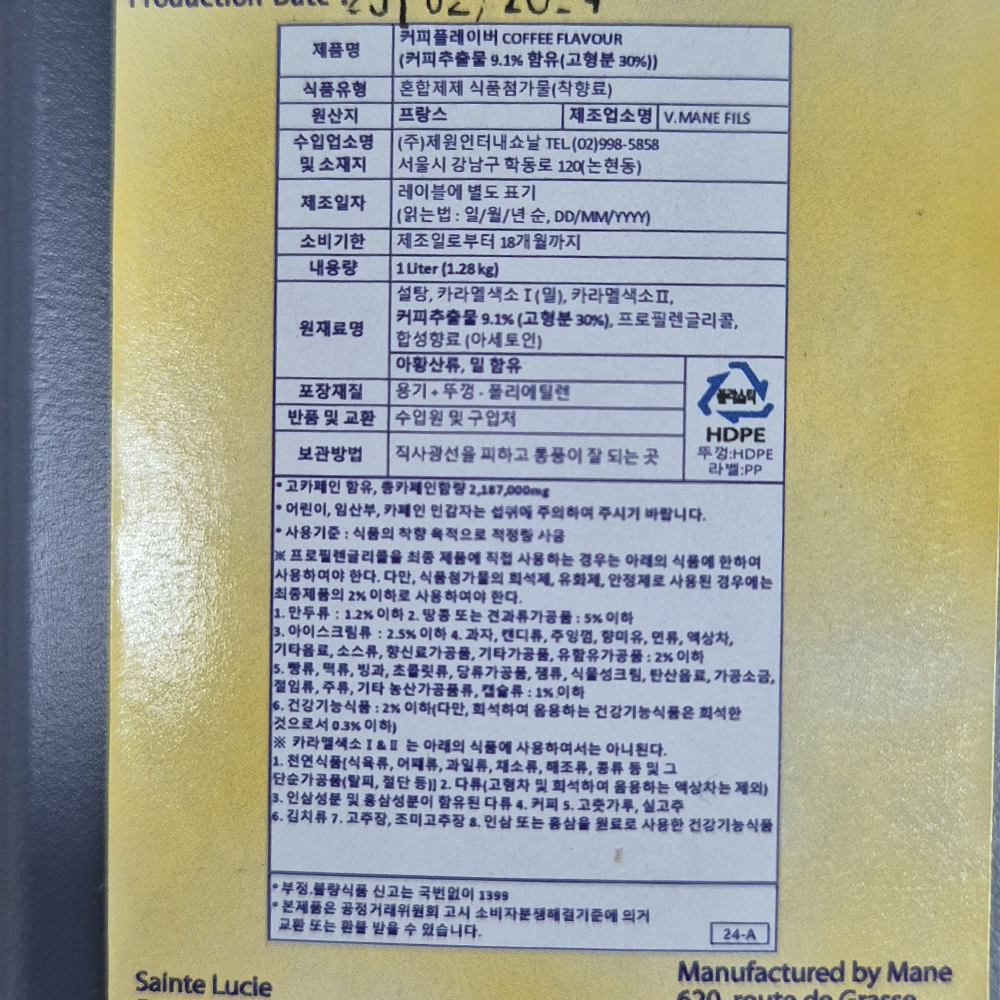 Production Date :
제품명 커피플레이버 COFFEE FLAVOUR
(커피추출물 9.1% 함유(고형분 30%))
식품유형 혼합제제 식품첨가물(착향료)
원산지 프랑스 제조업소명 V.MANE FILS
수입업소명 및 소재지 (주)제원인터내쇼날 TEL.(02)998-5858
서울시 강남구 학동로 120(논현동)
제조일자 레이블에 별도 표기
(읽는법 : 일/월/년 순, DD/MM/YYYY)
소비기한 제조일로부터 18개월까지
내용량 1 Liter (1.28 kg)
원재료명 설탕, 카라멜색소Ⅰ(밀), 카라멜색소Ⅱ,
커피추출물 9.1% (고형분 30%), 프로필렌글리콜,
합성향료 (아세토인)
아황산류, 밀 함유
포장재질 용기 + 뚜껑 - 폴리에틸렌
반품 및 교환 수입원 및 구입처
보관방법 직사광선을 피하고 통풍이 잘 되는 곳
플라스틱
HDPE
뚜껑:HDPE
라벨:PP
* 고카페인 함유, 총카페인함량 2,187,000mg
* 어린이, 임산부, 카페인 민감자는 섭취에 주의하여 주시기 바랍니다.
* 사용기준 : 식품의 착향 목적으로 적정량 사금
※ 프로필렌글리콜을 최종 제품에 직접 사용하는 경우는 아래의 식품에 한하여
사용하여야 한다. 다만, 식품첨가물의 희석제, 유화제, 안정제로 사용된 경우에는
최종제품의 2% 이하로 사용하여야 한다.
1. 만두류 : 1.2% 이하 2. 땅콩 또는 견과류가공품 : 5% 이하
3. 아이스크림류 : 2.5% 이하 4. 과자, 캔디류, 추잉껌, 향미유, 면류, 액상차,
기타음료, 소스류, 향신료가공품, 기타가공품, 유함유가공품 : 2% 이하
5. 빵류, 떡류, 빙과, 초콜릿류, 당류가공품, 잼류, 식물성크림, 탄산음료, 가공소금,
절임류, 주류, 기타 농산가공품류, 캡슐류 : 1% 이하
6. 건강기능식품 : 2% 이하(다만, 희석하여 음용하는 건강기능식품은 희석한
것으로서 0.3% 이하)
※ 카라멜색소Ⅰ&Ⅱ 는 아래의 식품에 사용하여서는 아니된다.
1. 천연식품[식육류, 어패류, 과일류, 채소류, 해조류, 콩류 등 및 그
단순가공품(탈피, 절단 등)] 2. 다류(고형차 및 희석하여 음용하는 액상차는 제외)
3. 인삼성분 및 홍삼성분이 함유된 다류 4. 커피 5. 고춧가루, 실고추
6. 김치류 7. 고추장, 조미고추장 8. 인삼 또는 홍삼을 원료로 사용한 건강기능식품
* 부정.불량식품 신고는 국번없이 1399
* 본제품은 공정거래위원회 고시 소비자분쟁해결기준에 의거
교환 또는 환불 받을 수 있습니다.
24-A
Sainte Lucie
Manufactured by Mane
620, route de Grasse